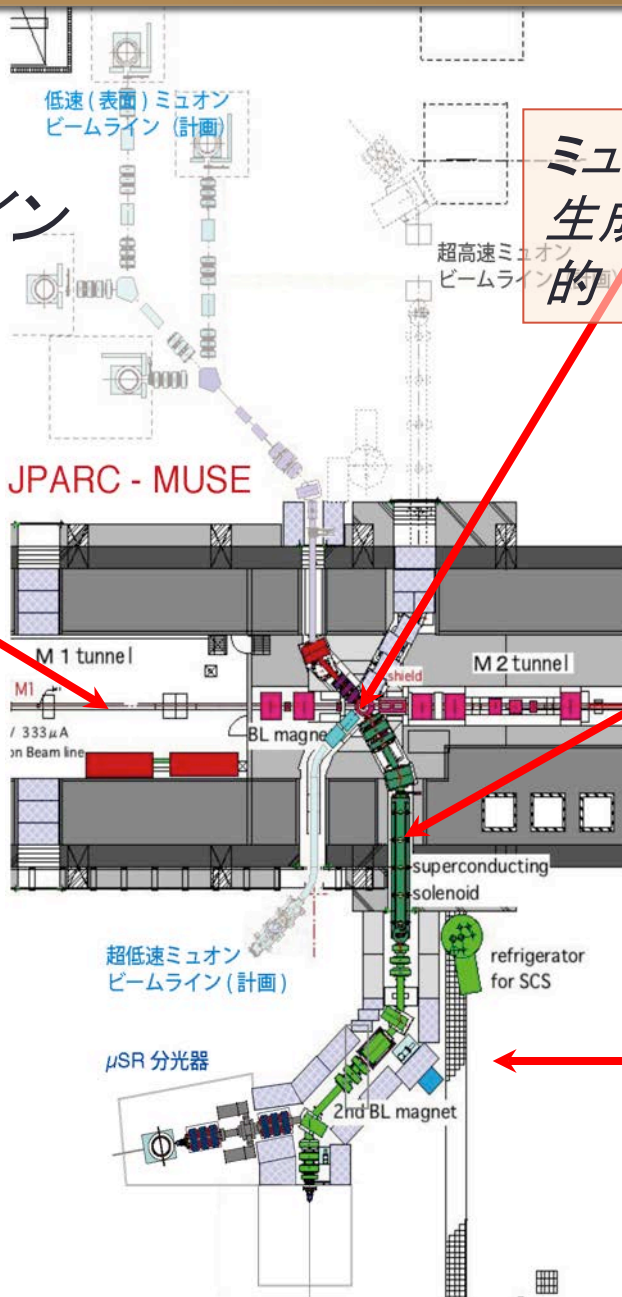 低速 ( 表面 ) ミュオン
ビームライン (計画)
イン
ミュ
生成
的
超高速ミュオン
ビームライン (計画)
JPARC - MUSE
M 1 tunnel
M 2 tunnel
shield
M1
/ 333μA
on Beam line
BL magne
superconducting
solenoid
refrigerator
for SCS
超低速ミュオン
ビームライン ( 計画 )
μSR 分光器
2nd BL magnet